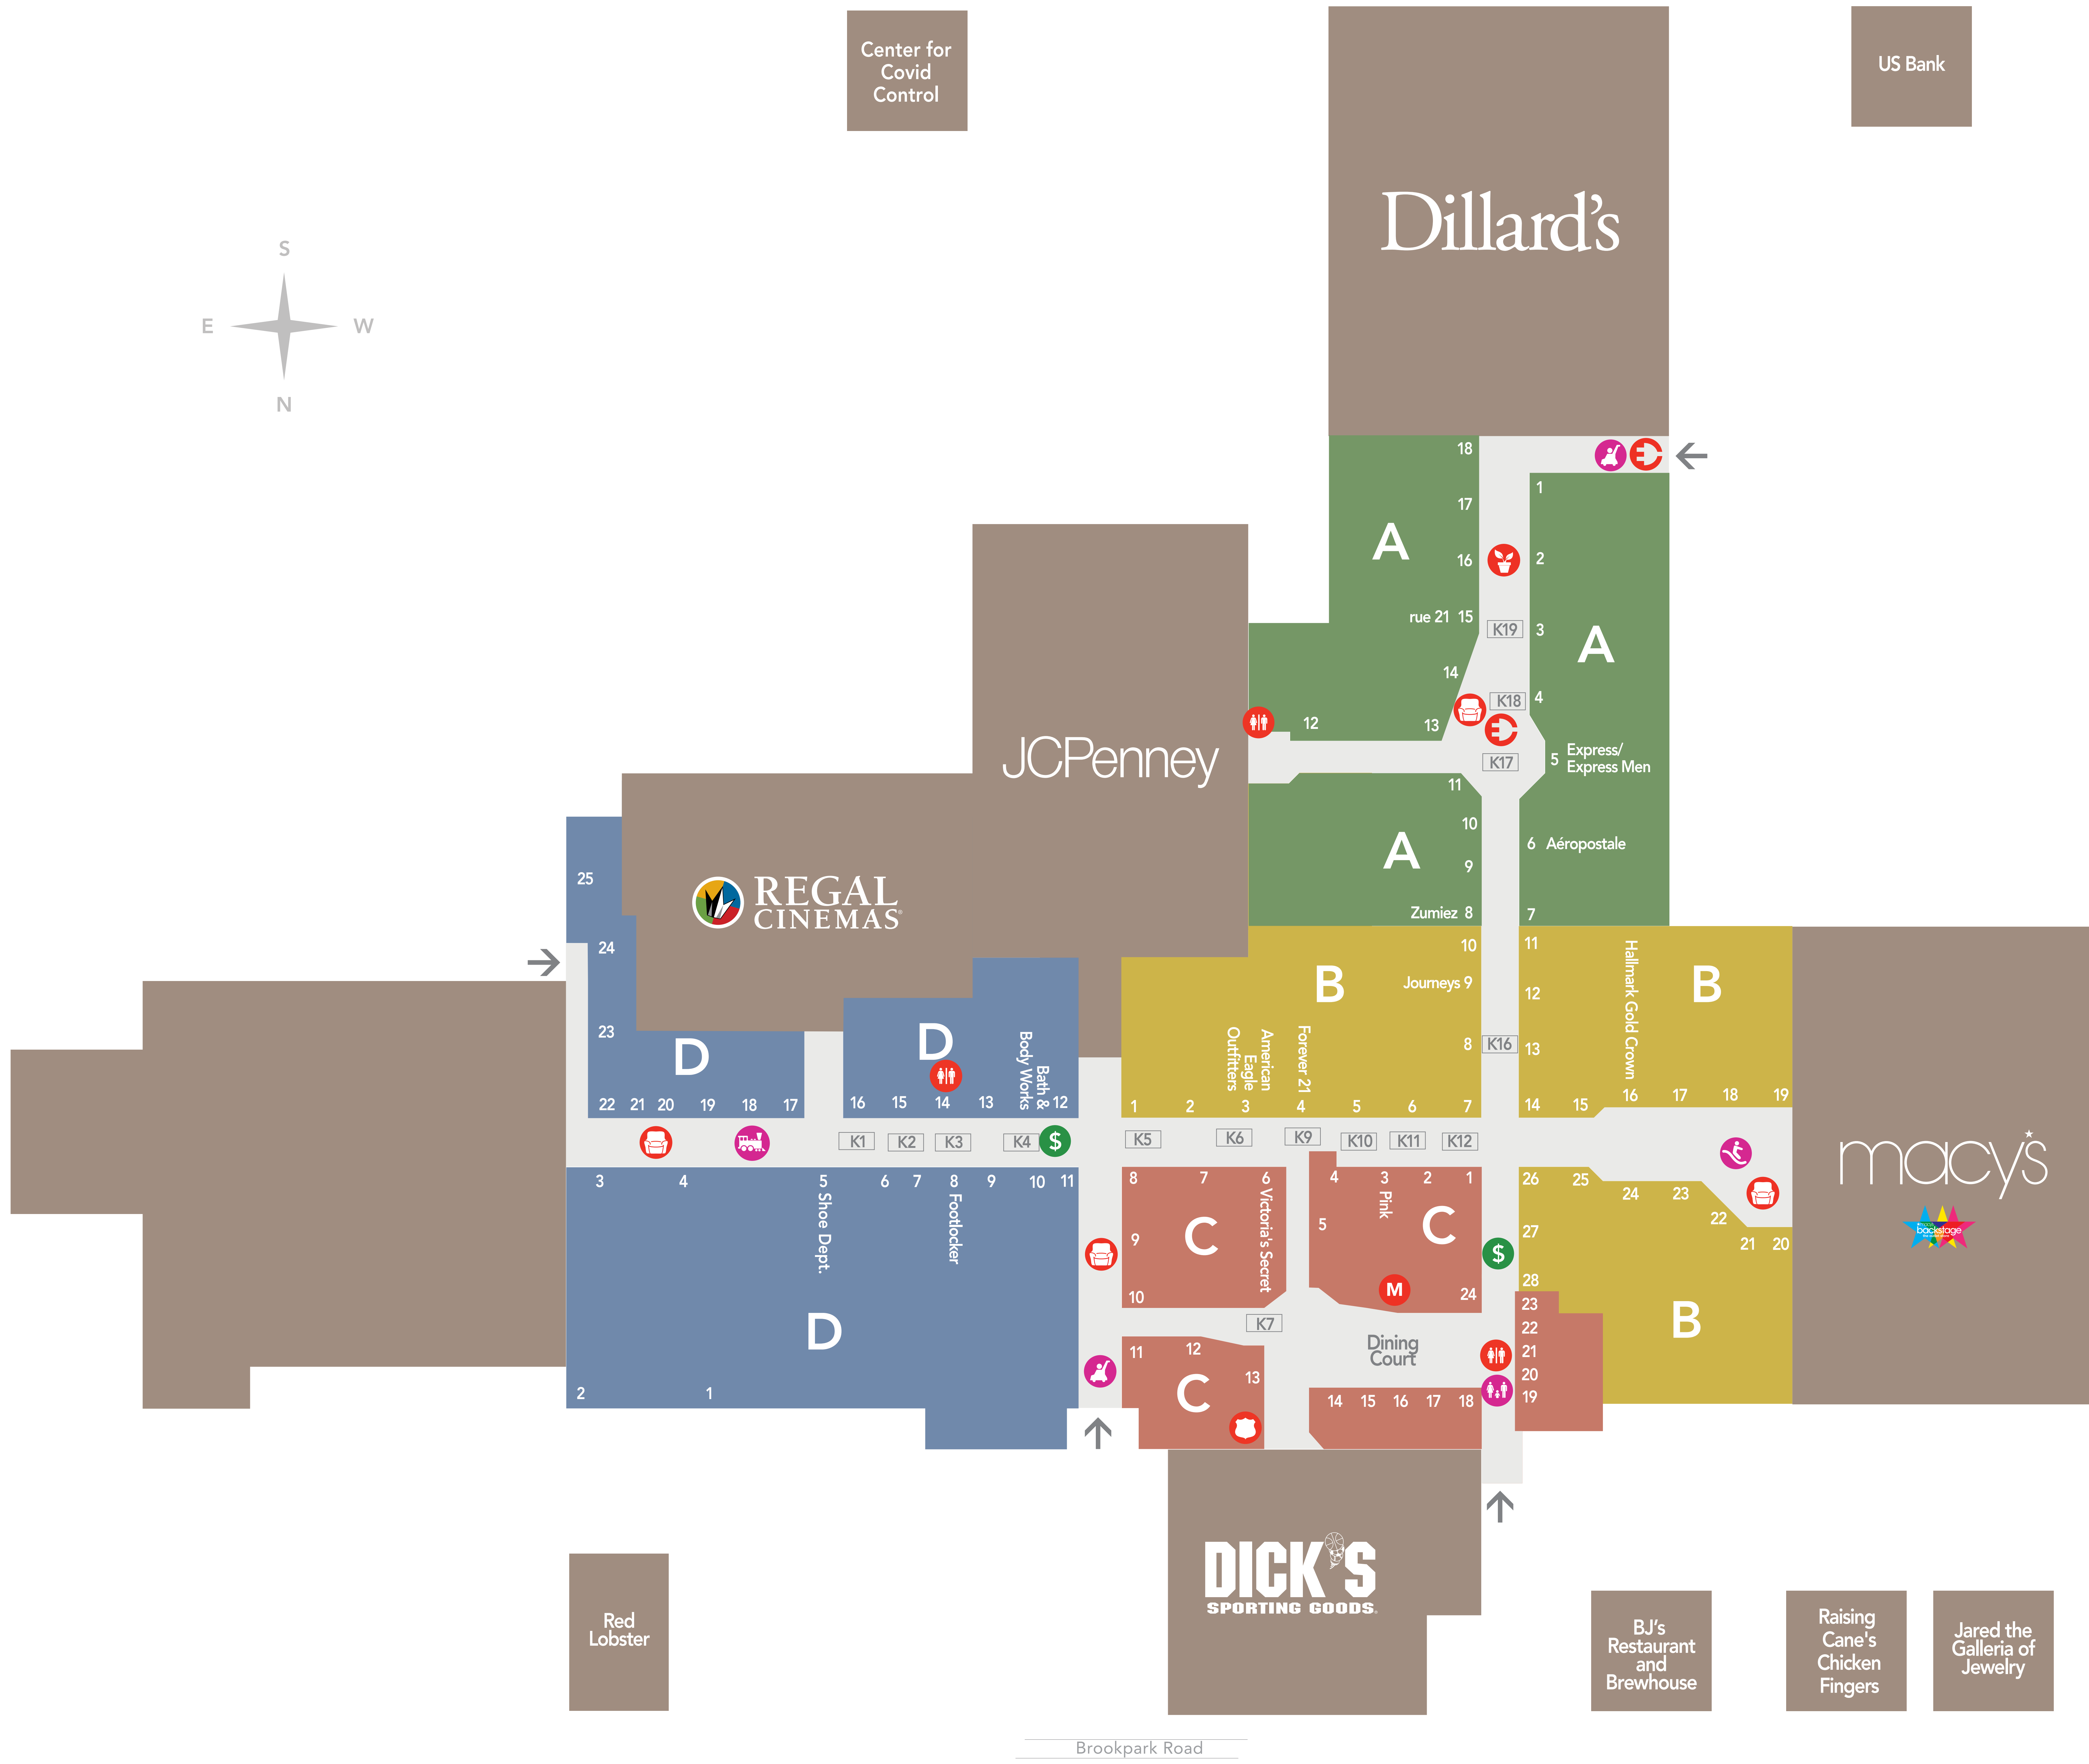 Center for
Covid
Control
US Bank
Dillard's
S
E
W
N
18
1
17
A
16
2
rue 21 15
K19
3
A
14
K18
4
12
13
JCPenney
K17
5 Express/
Express Men
11
10
A
9
6 Aéropostale
Zumiez 8
7
25
REGAL
CINEMAS
24
23
D
D
22
21
20
19
18
17
16
15
14
13
Bath &
Body Works
12
B
10
Journeys 9
8
K16
American
Eagle
Outfitters
Forever 21
1
2
3
4
5
6
7
11
12
13
14
15
Hallmark Gold Crown
16
B
17
18
19
K1
K2
K3
K4
$
K5
K6
K9
K10
K11
K12
macy's
macy's
backstage
3
4
5
Shoe Dept.
6
7
8
Footlocker
9
10
11
D
2
1
8
7
6
Victoria's Secret
C
9
10
4
3
Pink
2
1
5
C
M
24
26
25
24
23
22
21
20
27
$
28
B
23
22
21
20
19
K7
Dining
Court
11
12
13
C
14
15
16
17
18
DICK'S
SPORTING GOODS
Red
Lobster
BJ's
Restaurant
and
Brewhouse
Raising
Cane's
Chicken
Fingers
Jared the
Galleria of
Jewelry
Brookpark Road